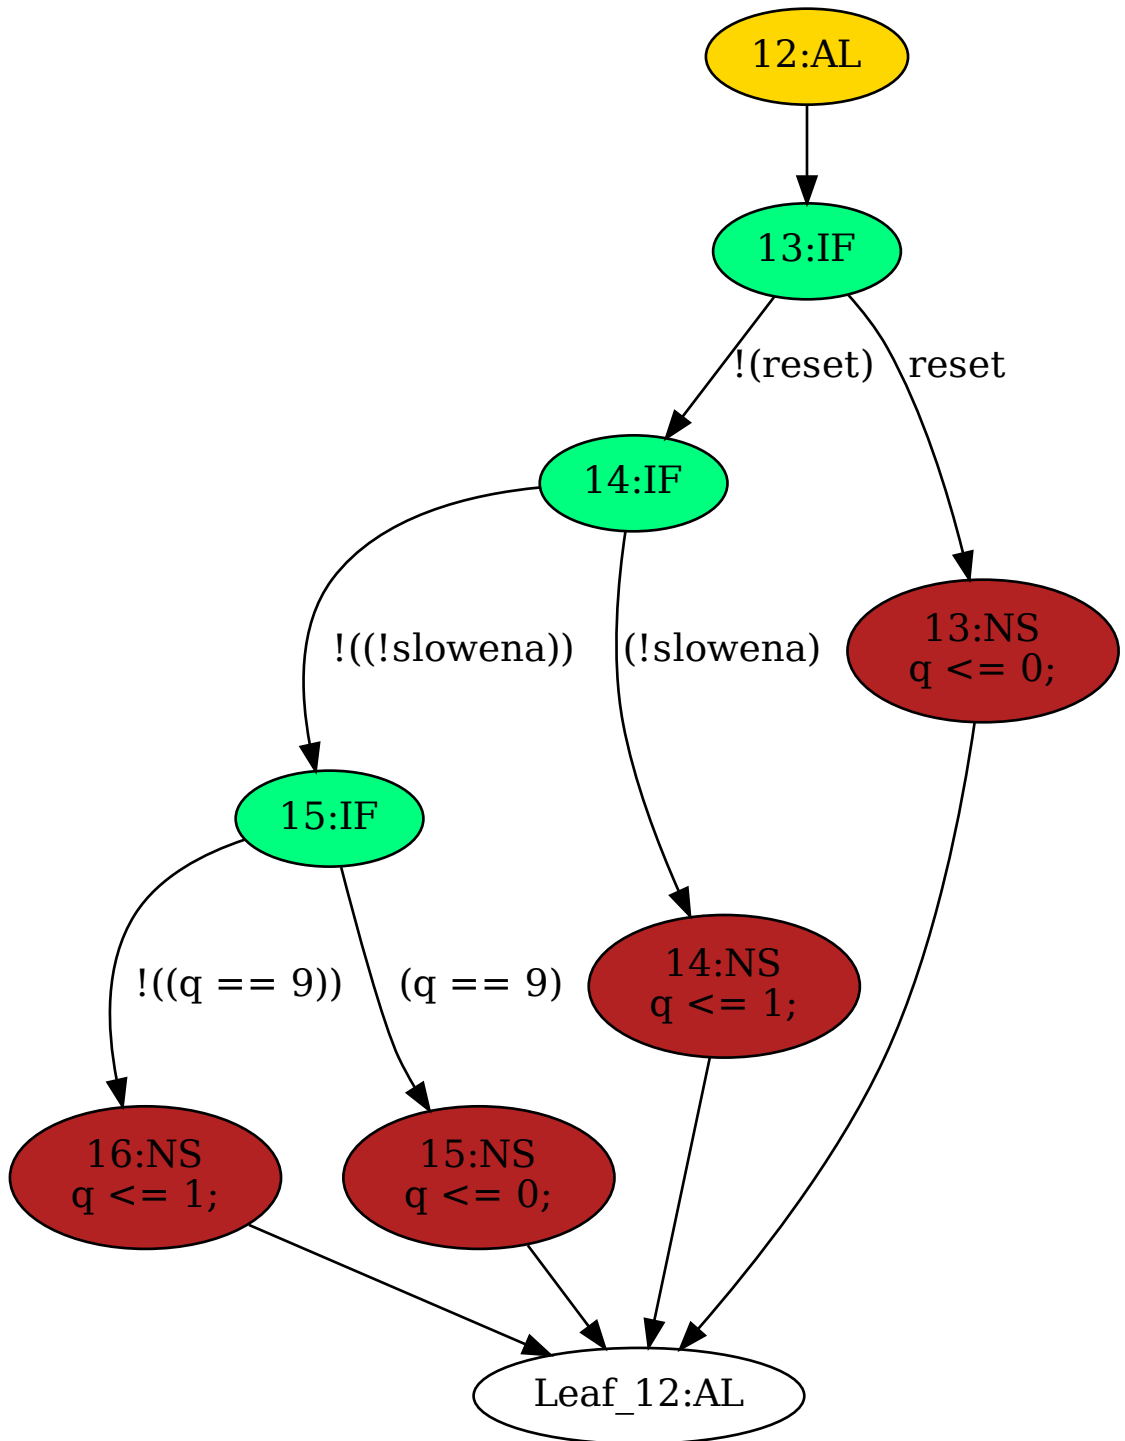 12:AL
13:IF
!(reset)
reset
14:IF
13:NS
q <= 0;
!((!slowena))
(!slowena)
15:IF
14:NS
q <= 1;
!((q == 9))
(q == 9)
16:NS
q <= 1;
15:NS
q <= 0;
Leaf_12:AL